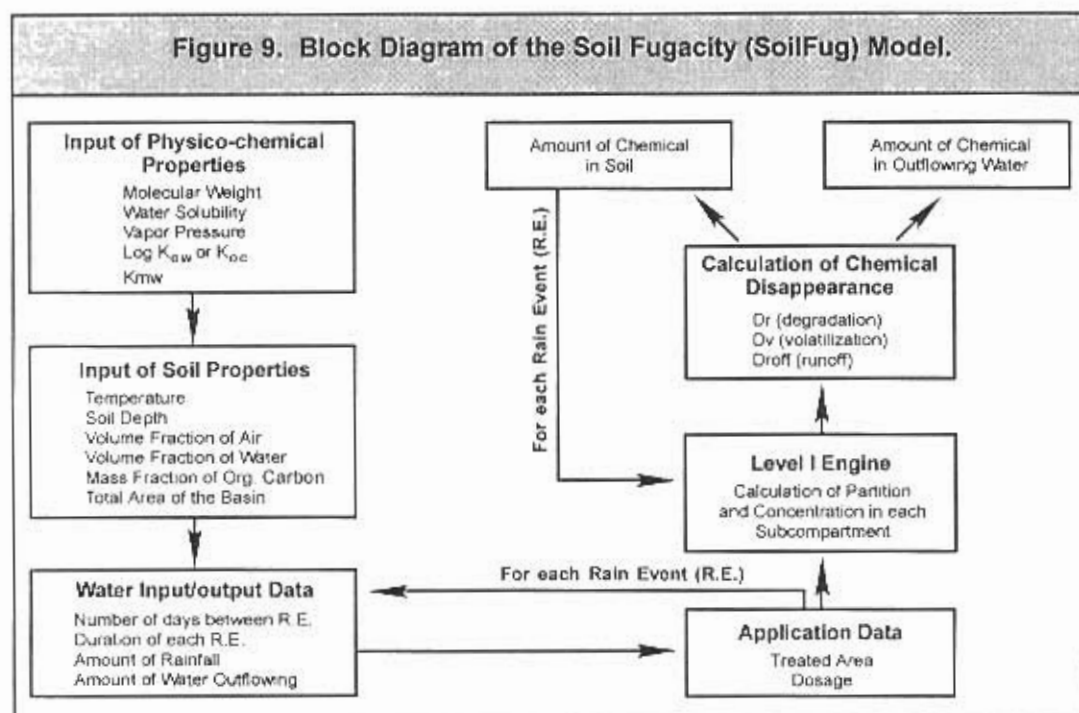 Figure 9. Block Diagram of the Soil Fugacity (SoilFug) Model.
Input of Physico-chemical
Properties
Molecular Weight
Water Solubility
Vapor Pressure
Log Kow or Koc
Kmw
Input of Soil Properties
Temperature
Soil Depth
Volume Fraction of Air
Volume Fraction of Water
Mass Fraction of Org. Carbon
Total Area of the Basin
Water Input/output Data
Number of days between R.E.
Duration of each R.E.
Amount of Rainfall
Amount of Water Outflowing
For each Rain Event (R.E.)
Application Data
Treated Area
Dosage
Level I Engine
Calculation of Partition
and Concentration in each
Subcompartment
Calculation of Chemical
Disappearance
Dr (degradation)
Dv (volatilization)
Droff (runoff)
Amount of Chemical
in Soil
Amount of Chemical
in Outflowing Water
For each Rain Event (R.E.)